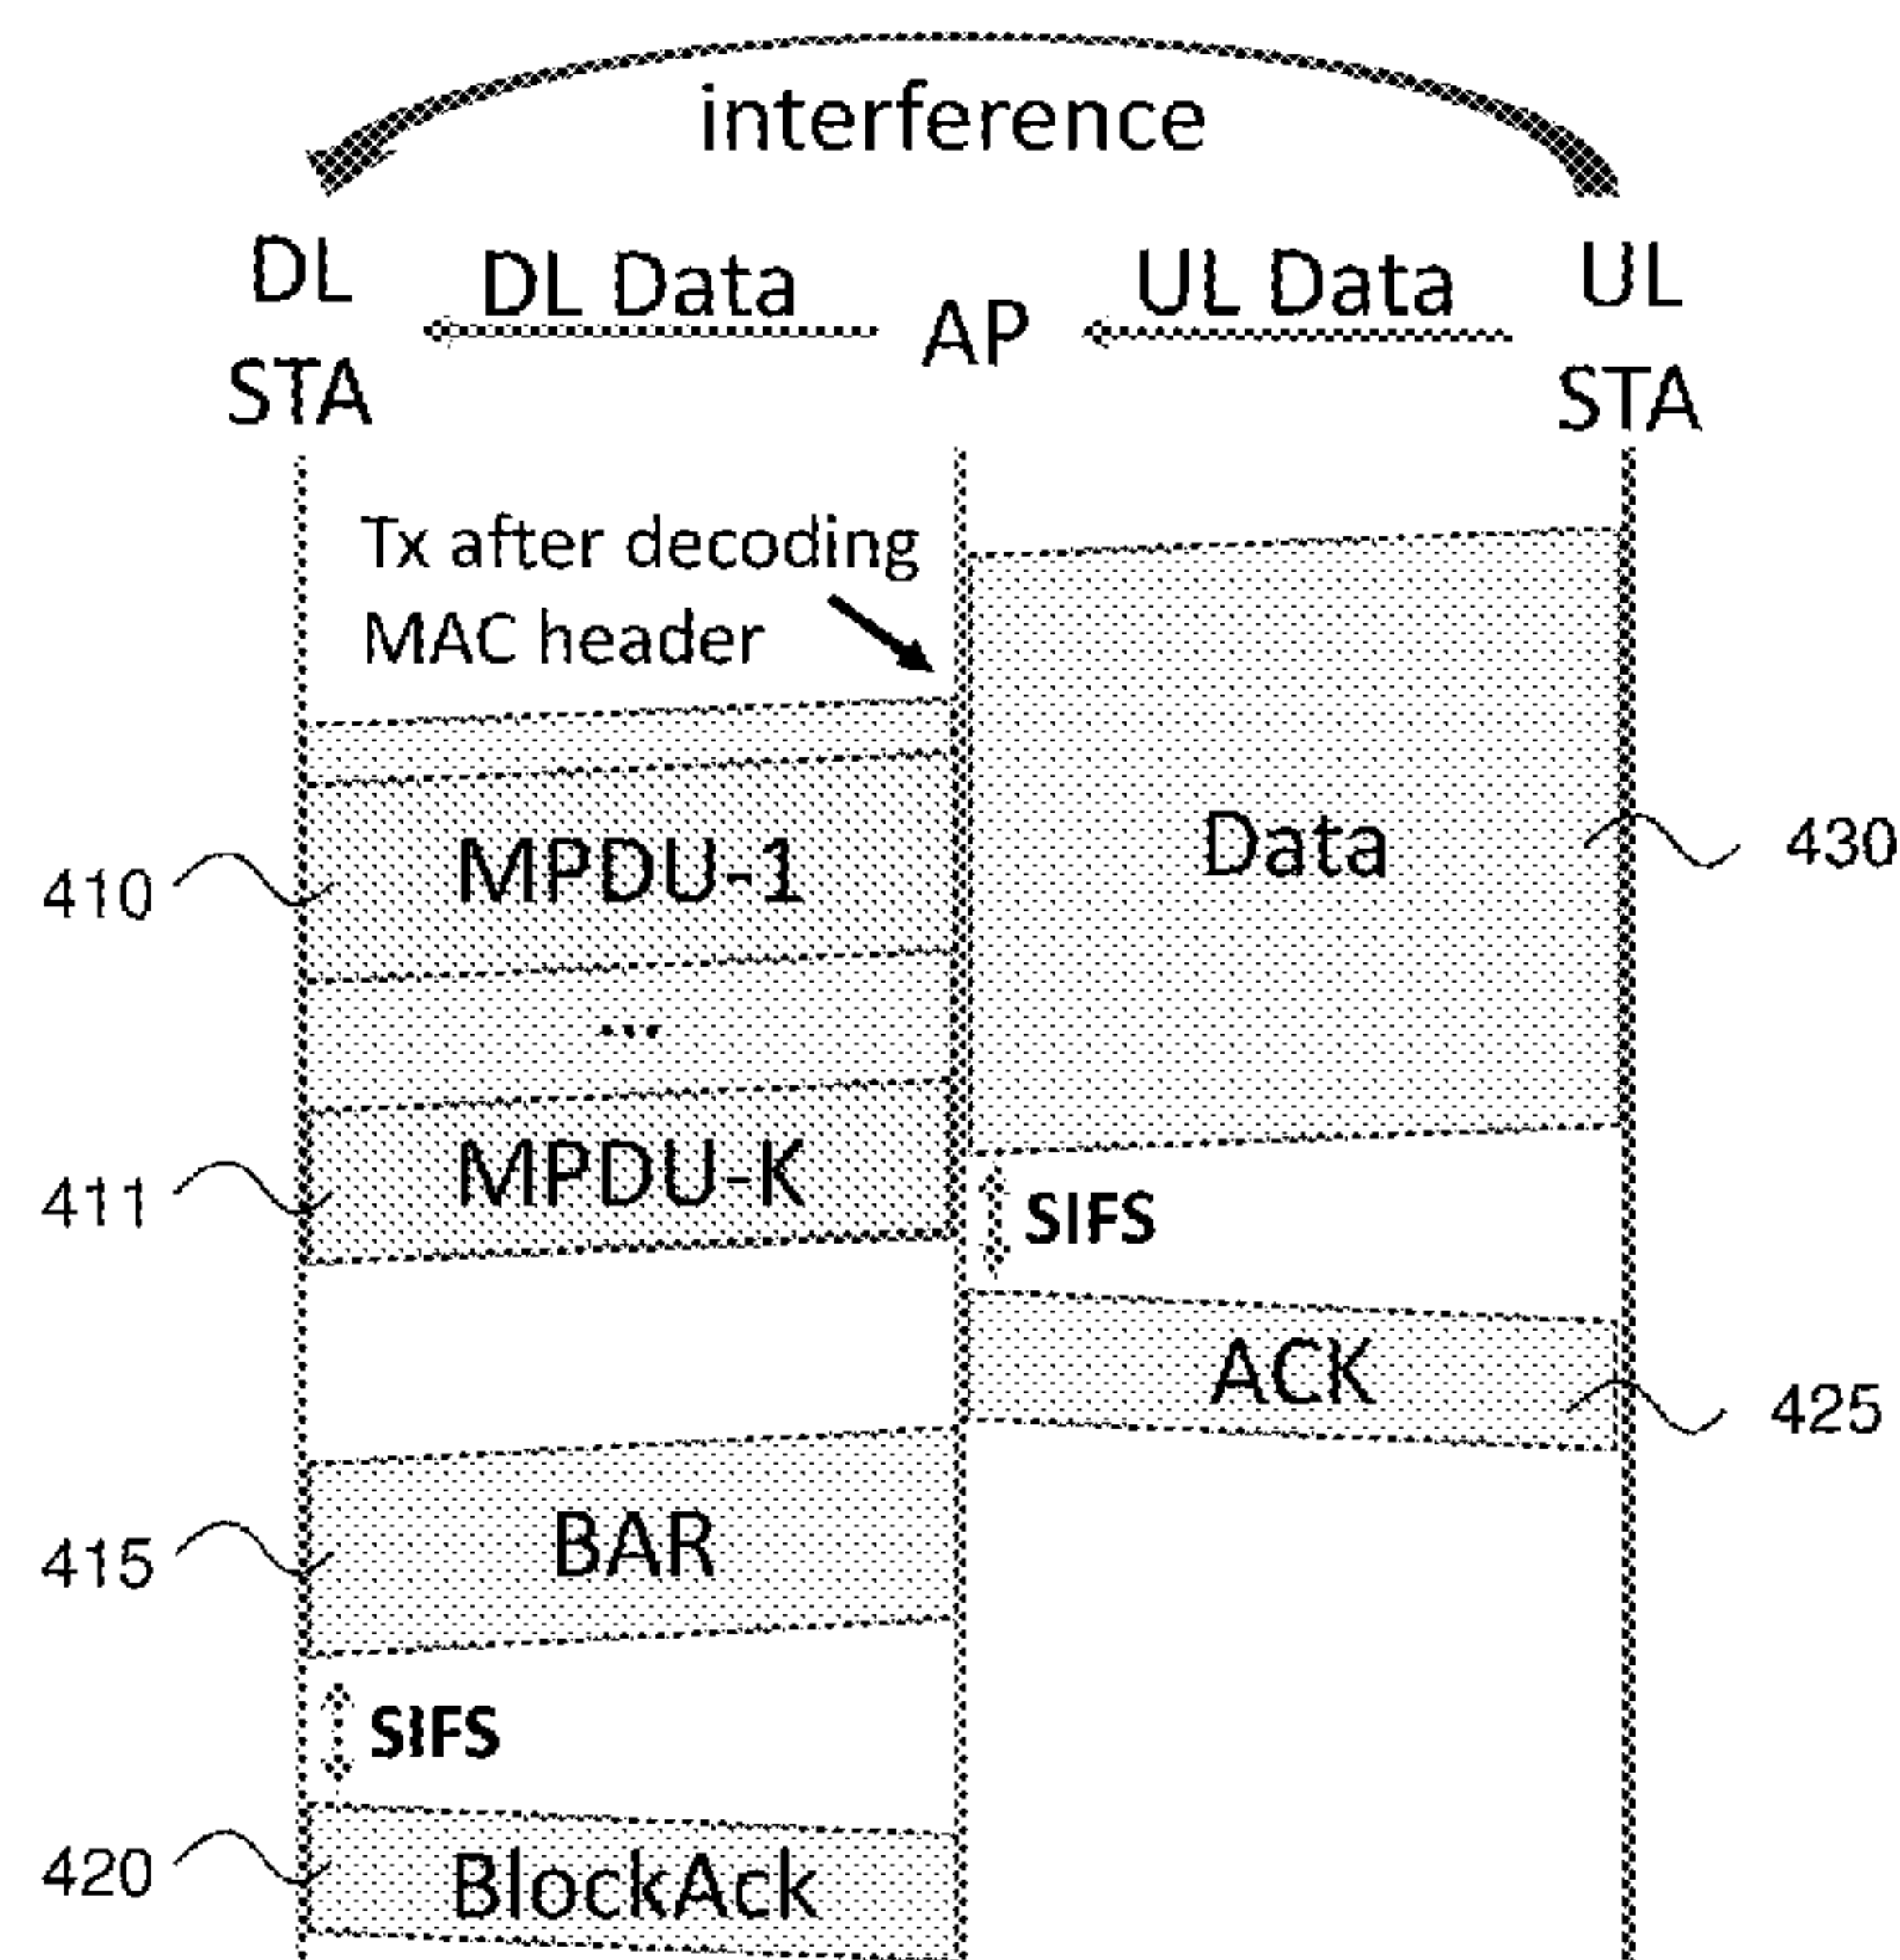 interference
DL STA
DL Data
AP
UL Data
UL STA
Tx after decoding
MAC header
MPDU-1
Data
410
430
...
MPDU-K
411
SIFS
ACK
425
BAR
415
SIFS
BlockAck
420